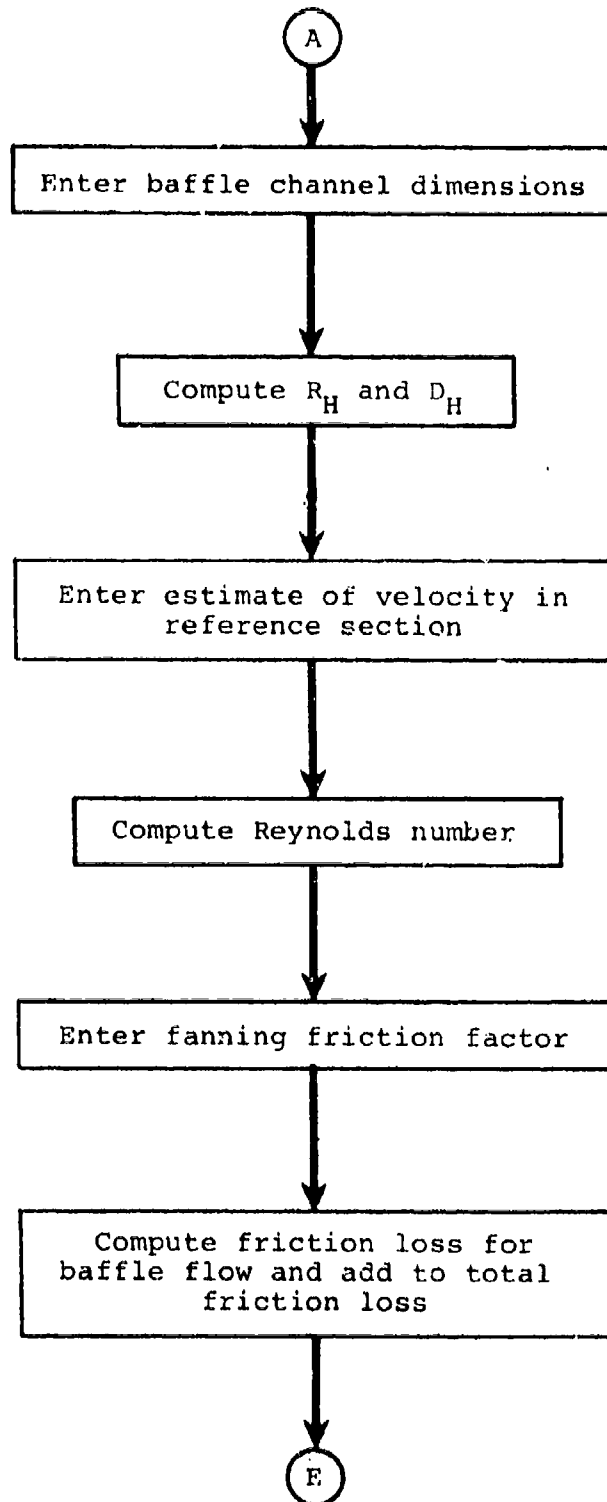 A
Enter baffle channel dimensions
Compute R_H and D_H
Enter estimate of velocity in
reference section
Compute Reynolds number
Enter fanning friction factor
Compute friction loss for
baffle flow and add to total
friction loss
E